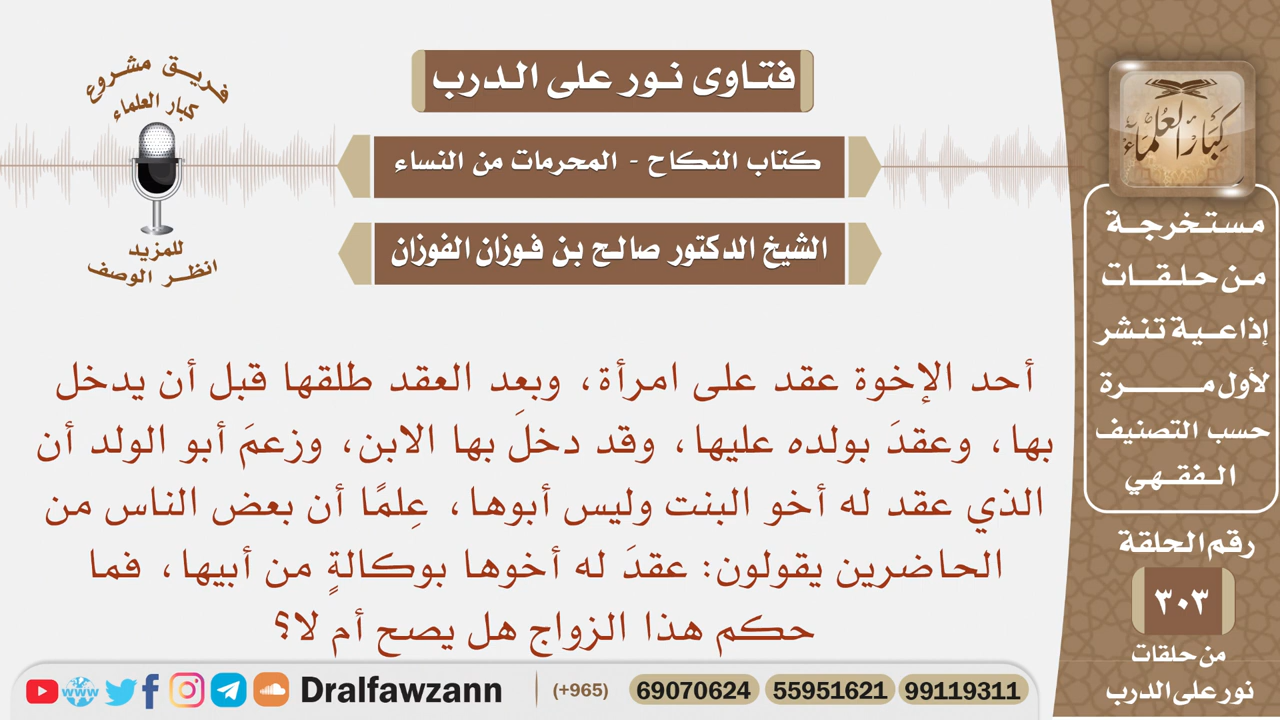 فتاوى نور على الدرب
كتاب النكاح - المحرمات من النساء
الشيخ الدكتور صالح بن فوزان الفوزان
فريق مشروع
كبار العلماء
للمزيد
انظر الوصف
أحد الإخوة عقد على امرأة، وبعد العقد طلقها قبل أن يدخل
بها، وعقدَ بولده عليها، وقد دخلَ بها الابن، وزعمَ أبو الولد أن
الذي عقد له أخو البنت وليس أبوها، عِلمًا أن بعض الناس من
الحاضرين يقولون: عقدَ له أخوها بوكالةٍ من أبيها، فما
حكم هذا الزواج هل يصح أم لا؟
كبار العلماء
مستخرجة
من حلقات
إذاعية تنشر
لأول مرة
حسب التصنيف
الفقهي
رقم الحلقة
٣٠٣
من حلقات
نور على الدرب
www
Dralfawzann
(+965)
69070624
55951621
99119311